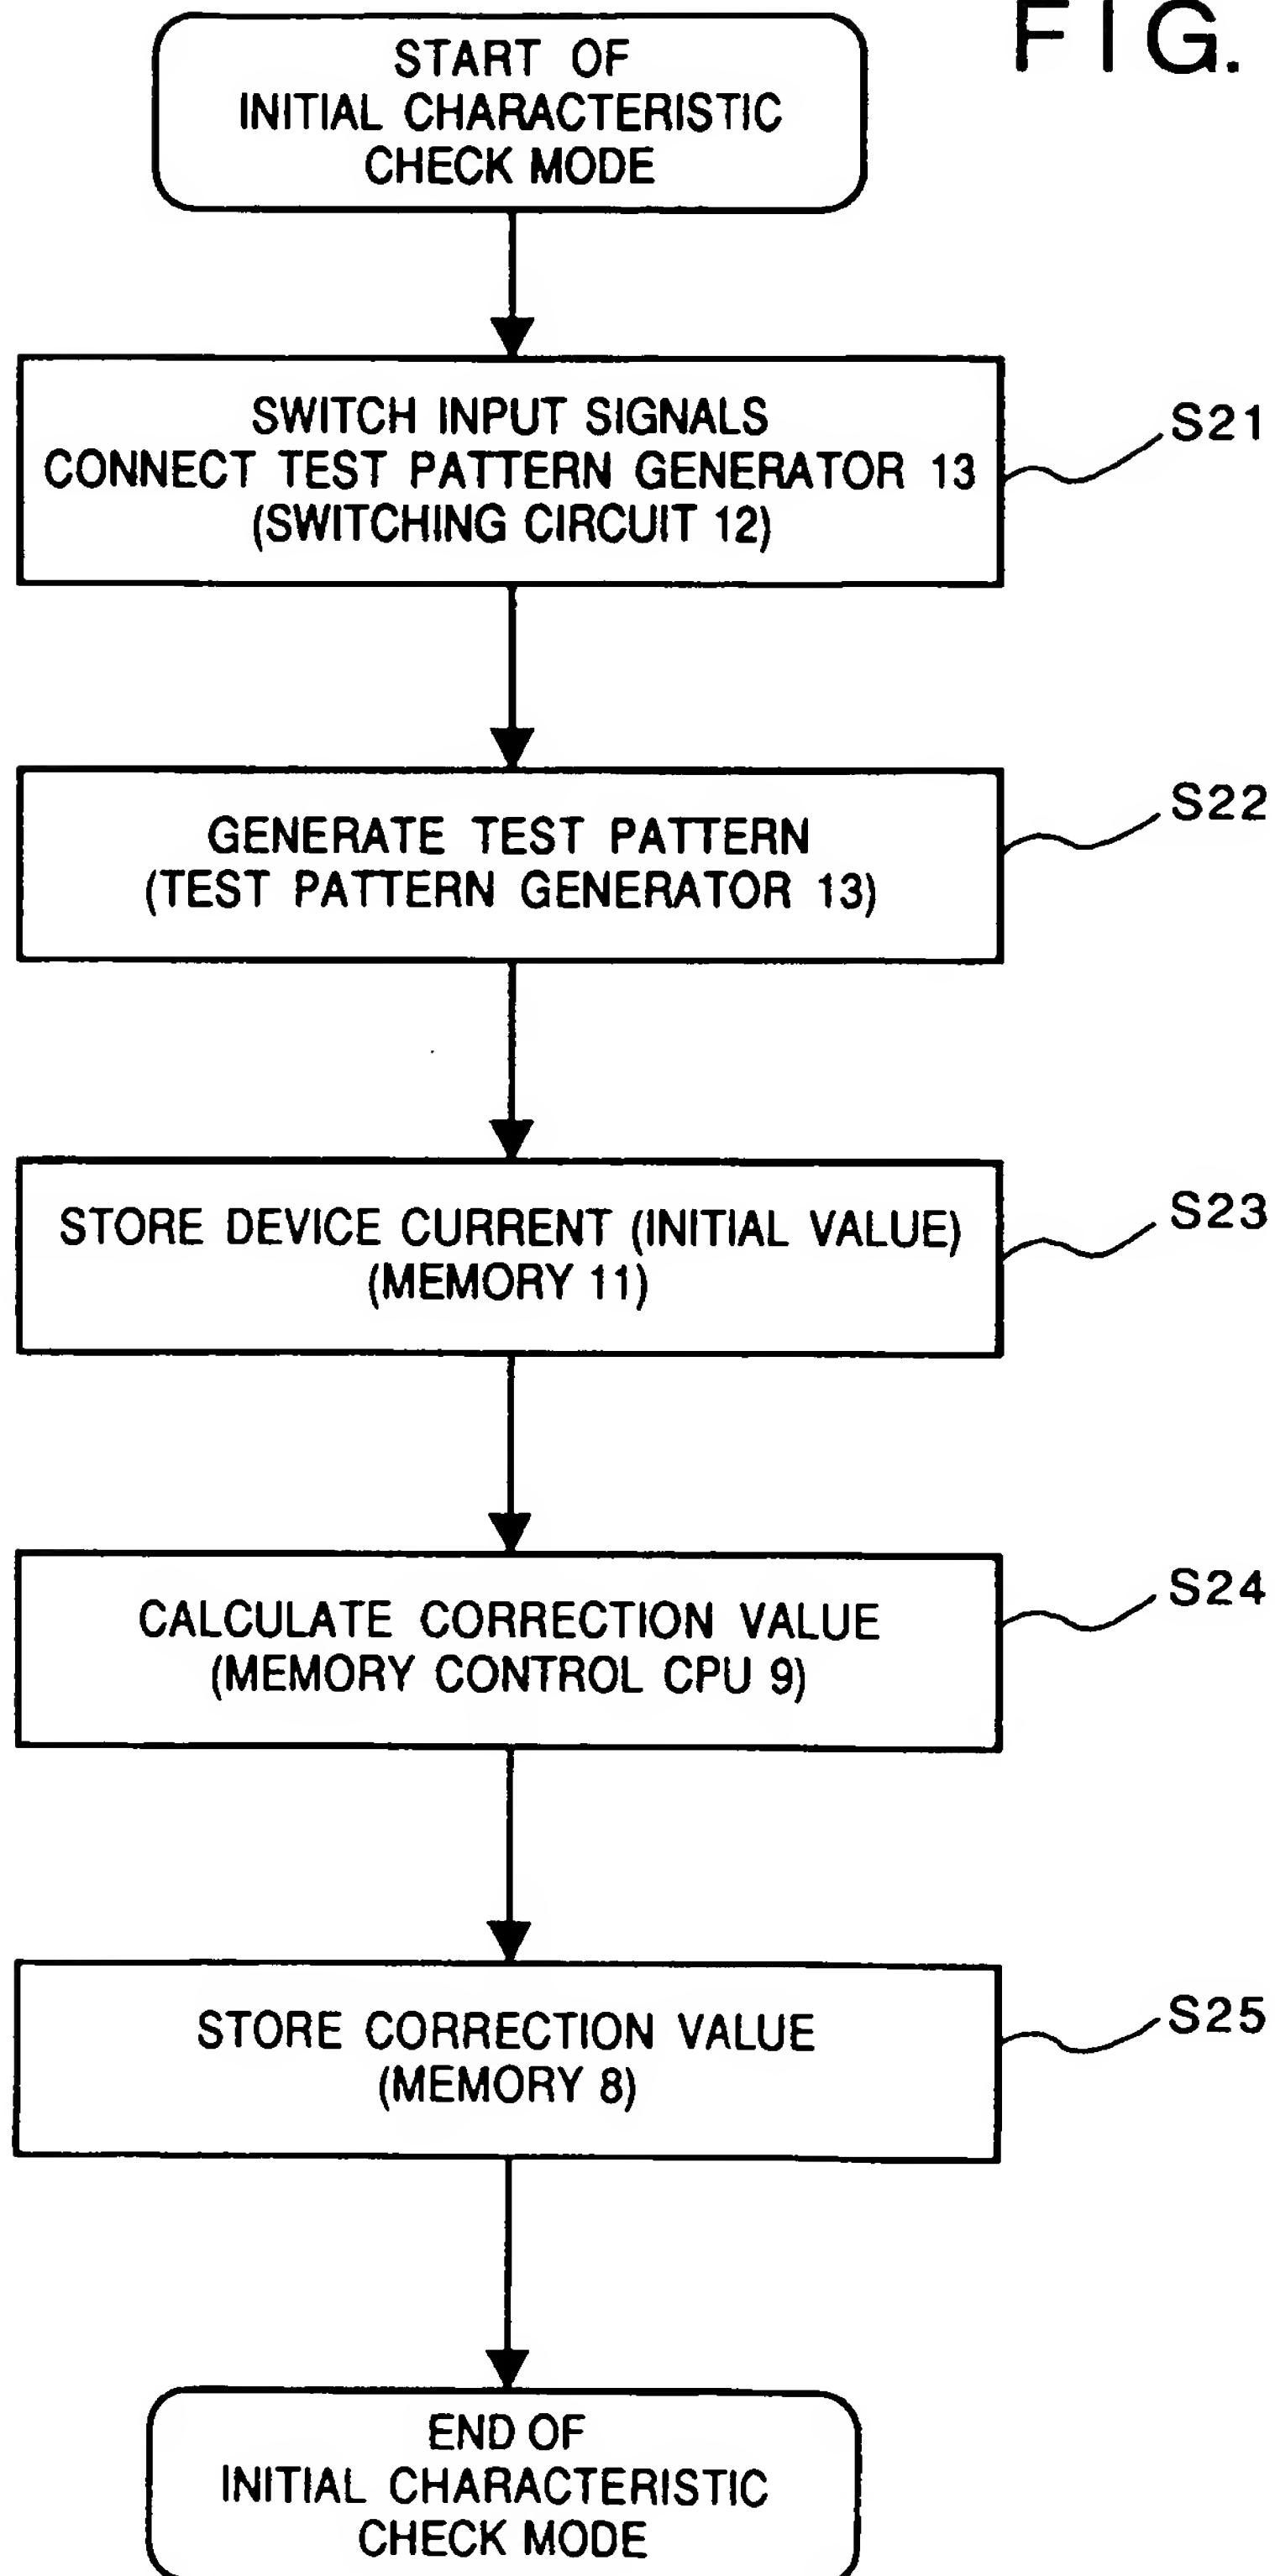 FIG.
START OF
INITIAL CHARACTERISTIC
CHECK MODE
SWITCH INPUT SIGNALS
CONNECT TEST PATTERN GENERATOR 13
(SWITCHING CIRCUIT 12)
S21
GENERATE TEST PATTERN
(TEST PATTERN GENERATOR 13)
S22
STORE DEVICE CURRENT (INITIAL VALUE)
(MEMORY 11)
S23
CALCULATE CORRECTION VALUE
(MEMORY CONTROL CPU 9)
S24
STORE CORRECTION VALUE
(MEMORY 8)
S25
END OF
INITIAL CHARACTERISTIC
CHECK MODE